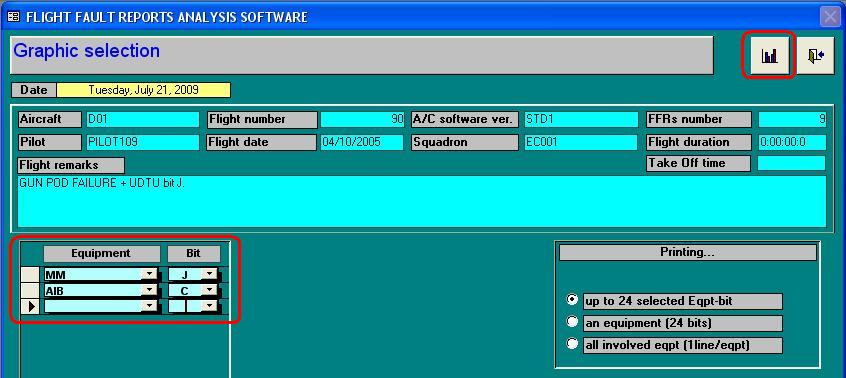 FLIGHT FAULT REPORTS ANALYSIS SOFTWARE
Graphic selection
Date Tuesday, July 21, 2009
Aircraft D01 Flight number 90 A/C software ver. STD1 FFRs number 9
Pilot PILOT109 Flight date 04/10/2005 Squadron EC001 Flight duration 0:00:00:0
Flight remarks Take Off time
GUN POD FAILURE + UDTU bit J.
Equipment Bit
MM J
AIB C
Printing...
up to 24 selected Eqpt-bit
an equipment (24 bits)
all involved eqpt (1line/eqpt)